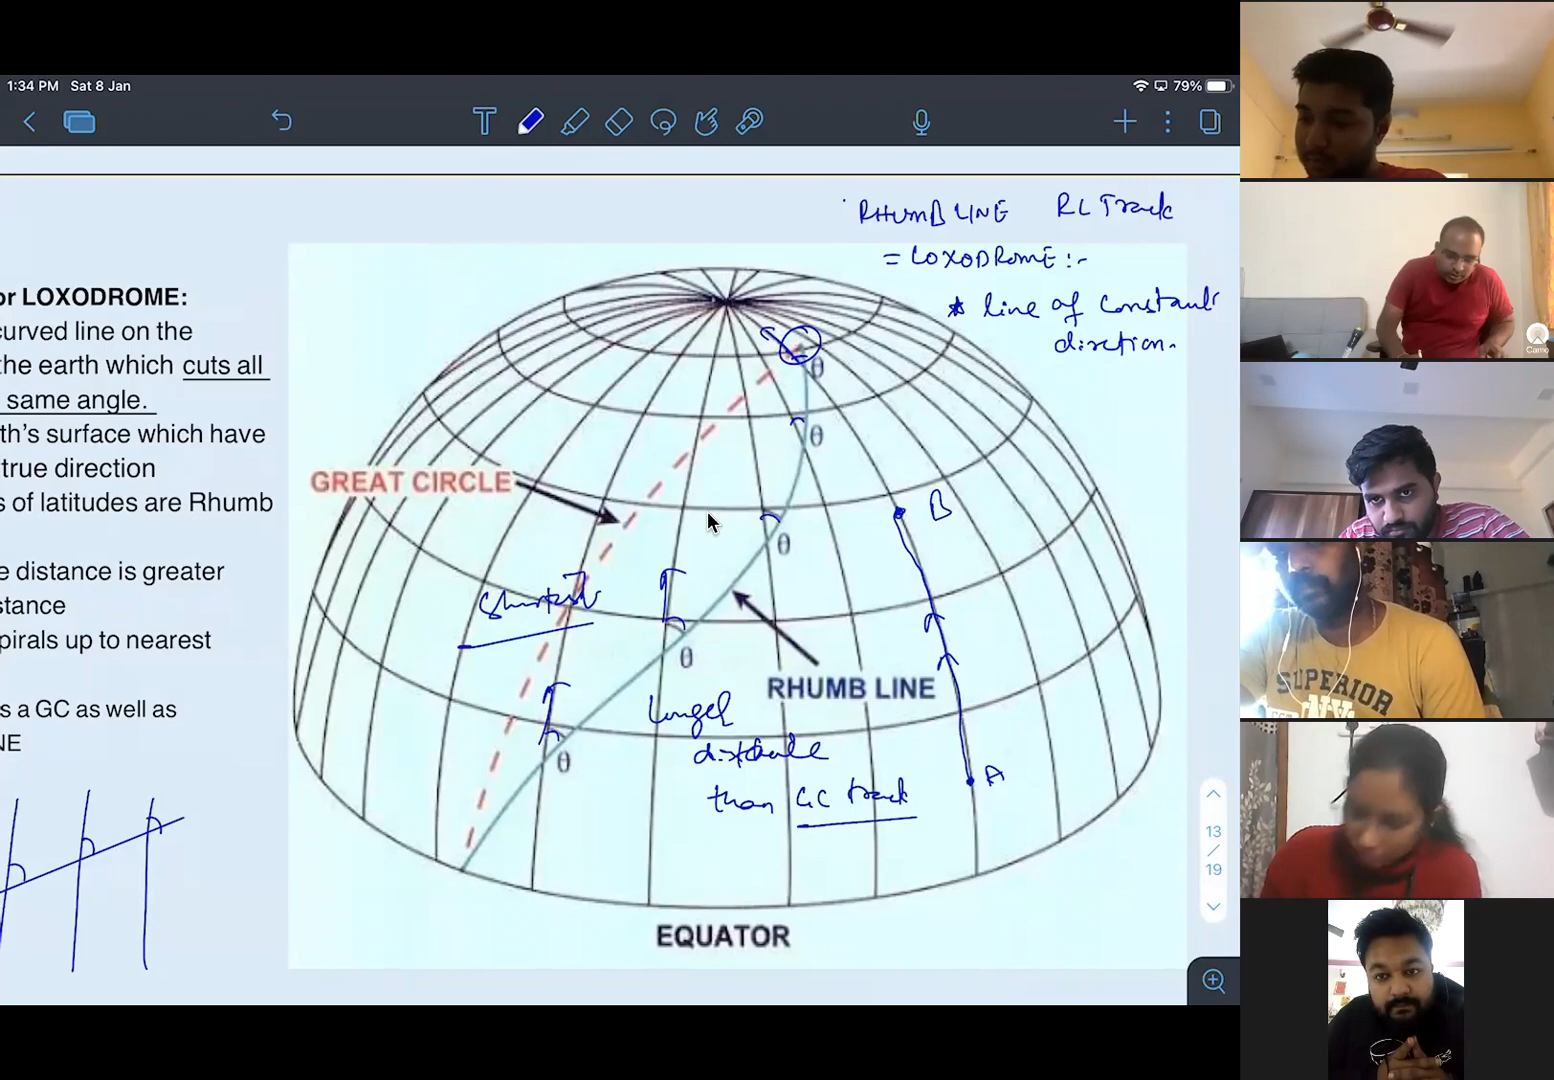 1:34 PM Sat 8 Jan
79%
RHUMB LINE RL Track
= LOXODROME :-
* line of constant
direction.
or LOXODROME:
curved line on the
the earth which cuts all
same angle.
th's surface which have
true direction
s of latitudes are Rhumb
e distance is greater
stance
pirals up to nearest
s a GC as well as
NE
θ
θ
GREAT CIRCLE
B
θ
Shortest
θ
RHUMB LINE
θ
distance
than GC track
A
EQUATOR
13
/
19
Camo
SUPERIOR